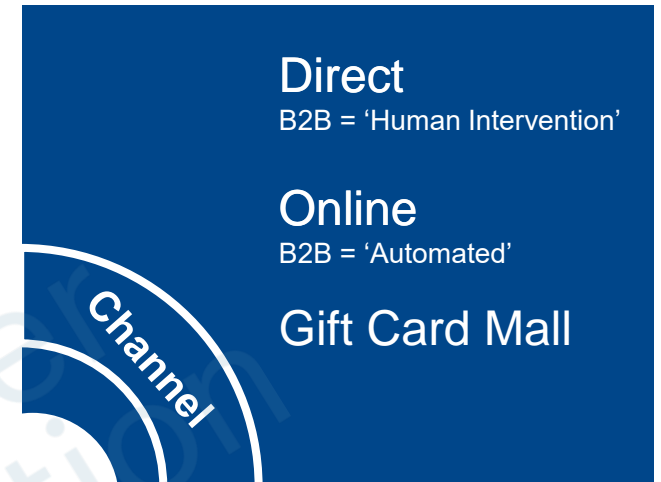 Direct
B2B = ‘Human Intervention’
Online
B2B = ‘Automated’
Gift Card Mall
Channel